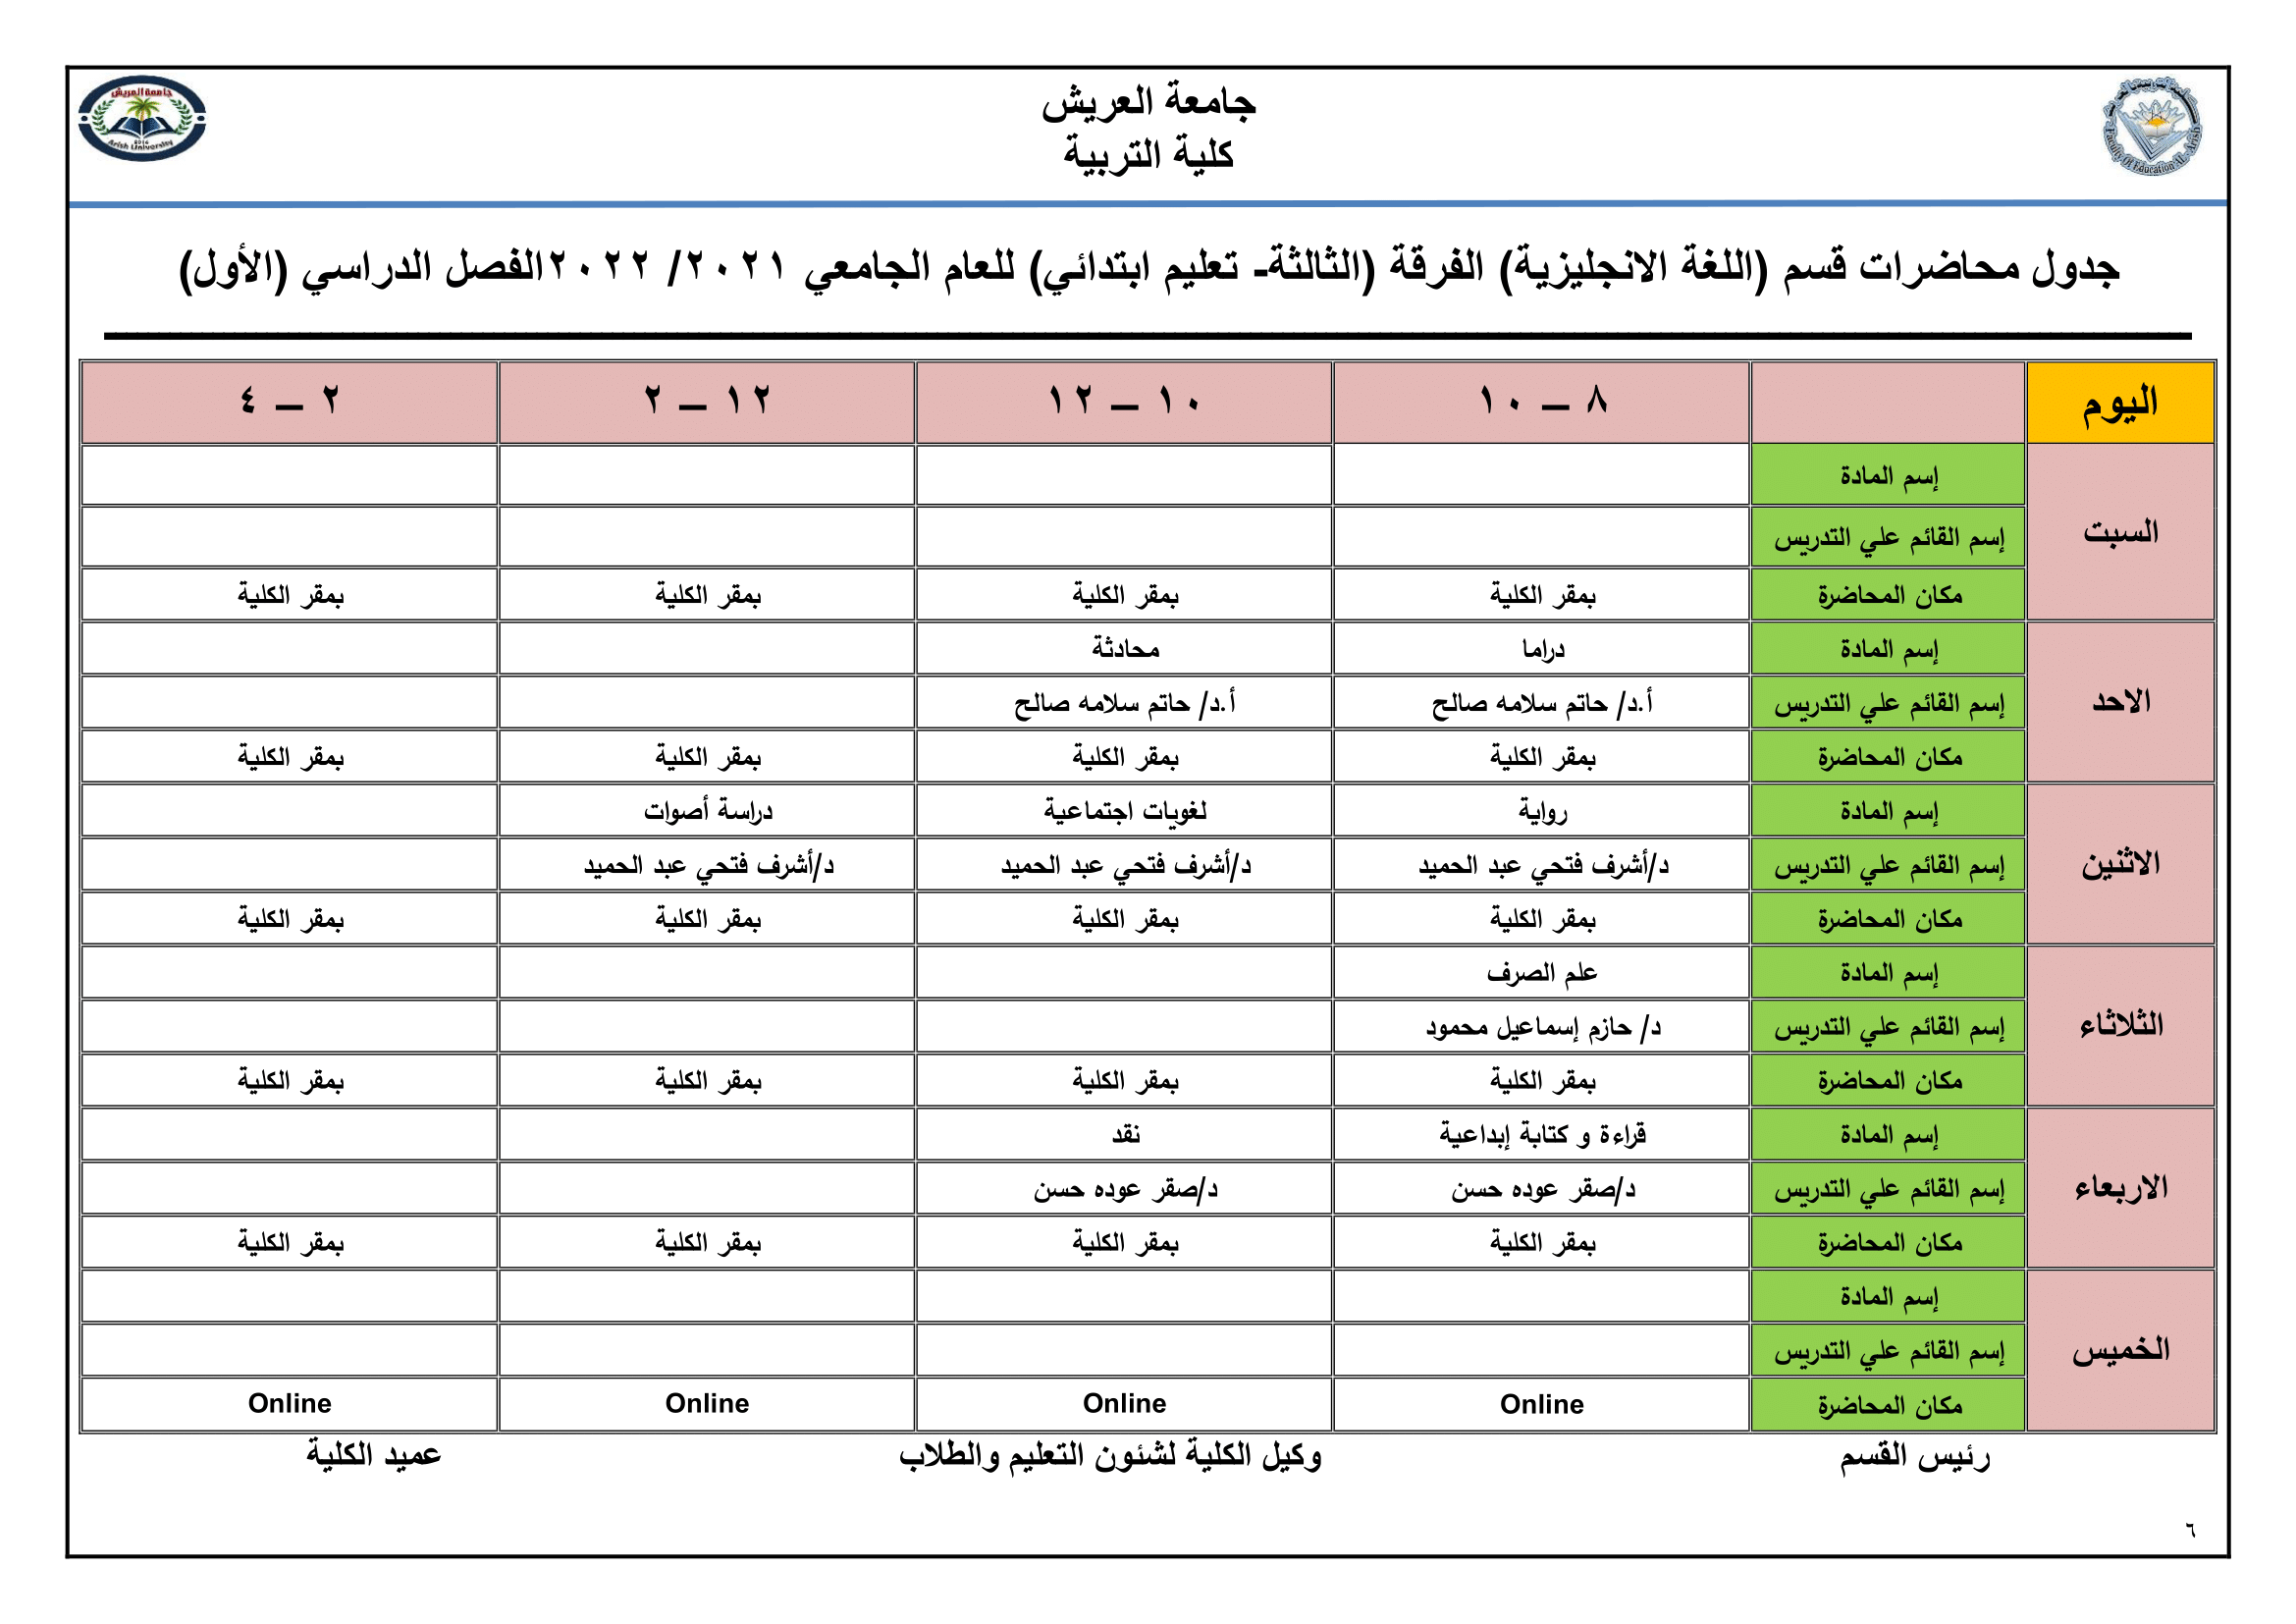 جامعة العريش
كلية التربية
جامعة العريش
2016
Arish University
Faculty Of Education AL_Arish
جدول محاضرات قسم (اللغة الانجليزية) الفرقة (الثالثة- تعليم ابتدائي) للعام الجامعي ٢٠٢١/ ٢٠٢٢الفصل الدراسي (الأول)
اليوم ٨ – ١٠ ١٠ – ١٢ ١٢ – ٢ ٢ – ٤
السبت
إسم المادة
إسم القائم علي التدريس
مكان المحاضرة بمقر الكلية بمقر الكلية بمقر الكلية بمقر الكلية
الاحد
إسم المادة دراما محادثة
إسم القائم علي التدريس أ.د/ حاتم سلامه صالح أ.د/ حاتم سلامه صالح
مكان المحاضرة بمقر الكلية بمقر الكلية بمقر الكلية بمقر الكلية
الاثنين
إسم المادة رواية لغويات اجتماعية دراسة أصوات
إسم القائم علي التدريس د/أشرف فتحي عبد الحميد د/أشرف فتحي عبد الحميد د/أشرف فتحي عبد الحميد
مكان المحاضرة بمقر الكلية بمقر الكلية بمقر الكلية بمقر الكلية
الثلاثاء
إسم المادة علم الصرف
إسم القائم علي التدريس د/ حازم إسماعيل محمود
مكان المحاضرة بمقر الكلية بمقر الكلية بمقر الكلية بمقر الكلية
الاربعاء
إسم المادة قراءة و كتابة إبداعية نقد
إسم القائم علي التدريس د/صقر عوده حسن د/صقر عوده حسن
مكان المحاضرة بمقر الكلية بمقر الكلية بمقر الكلية بمقر الكلية
الخميس
إسم المادة
إسم القائم علي التدريس
مكان المحاضرة Online Online Online Online
رئيس القسم وكيل الكلية لشئون التعليم والطلاب عميد الكلية
٦